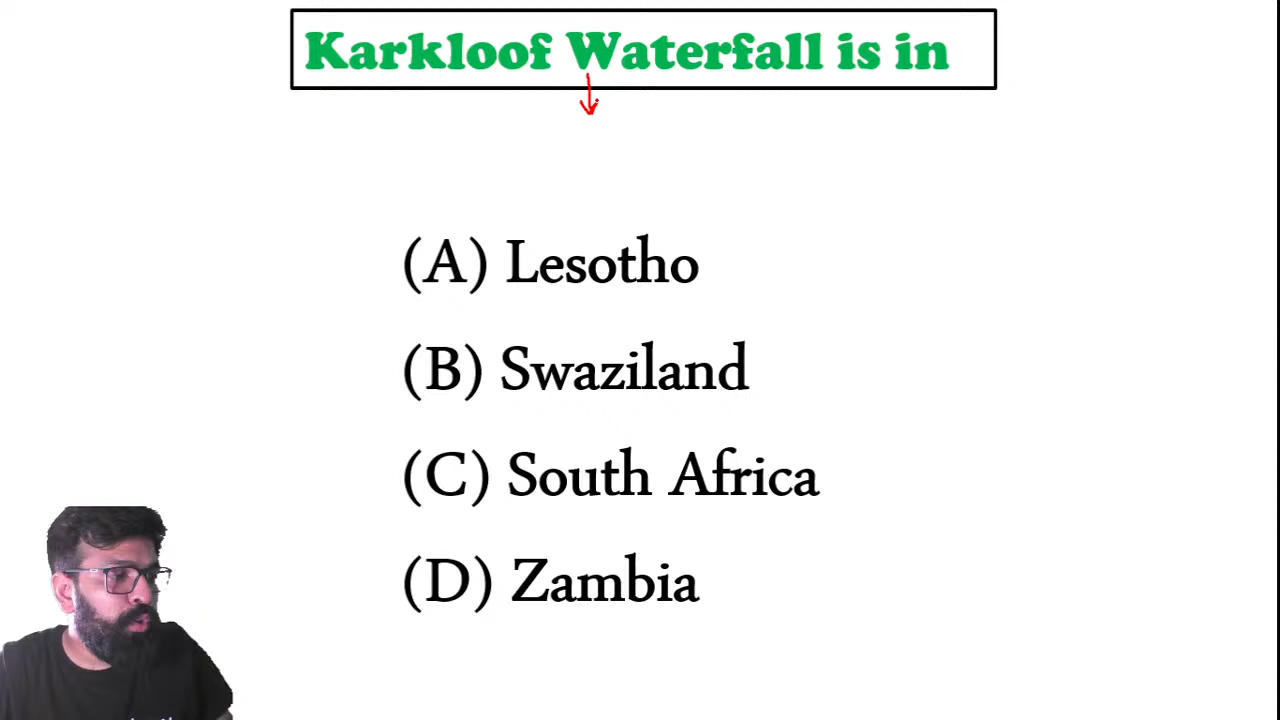 Karkloof Waterfall is in
(A) Lesotho
(B) Swaziland
(C) South Africa
(D) Zambia